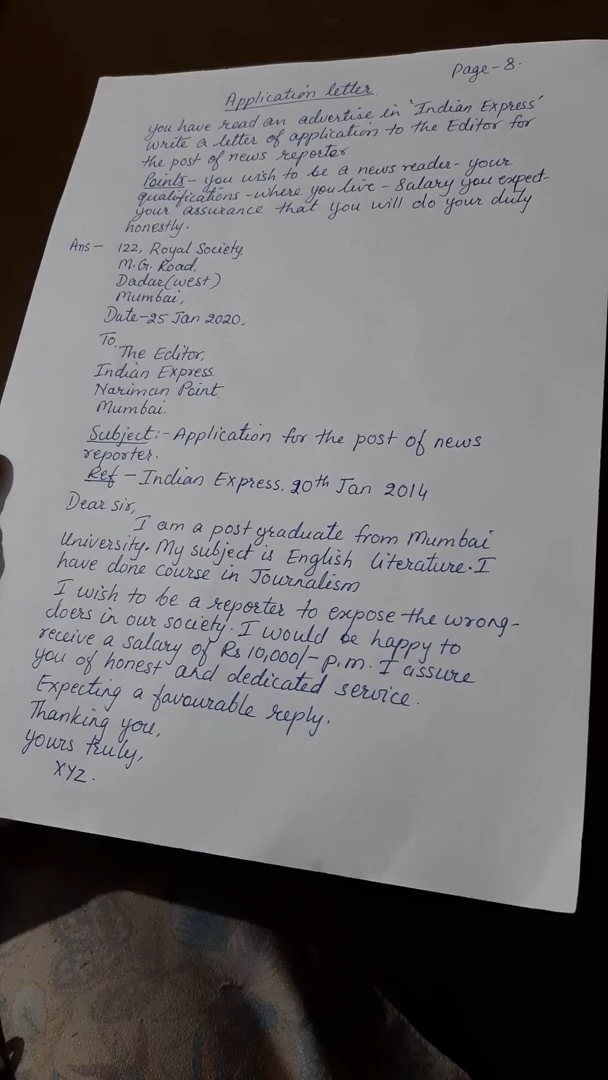 Page-8.
Application letter.
you have read an advertise in 'Indian Express'
write a letter of application to the Editor for
the post of news reporter
Points- you wish to be a news reader- your
qualifications -where you live - Salary you expect-
your assurance that you will do your duty
honestly.
Ans- 122, Royal Society,
M.G. Road,
Dadar(west)
Mumbai,
Date-25 Jan 2020.
To,
The Editor,
Indian Express
Nariman Point
Mumbai.
Subject:- Application for the post of news
reporter.
Ref - Indian Express. 20th Jan 2014
Dear sir,
I am a post graduate from Mumbai
University. My subject is English literature. I
have done course in Journalism
I wish to be a reporter to expose the wrong-
doers in our society. I would be happy to
receive a salary of Rs 10,000/- p.m. I assure
you of honest and dedicated service.
Expecting a favourable reply.
Thanking you,
yours truly,
XYZ.